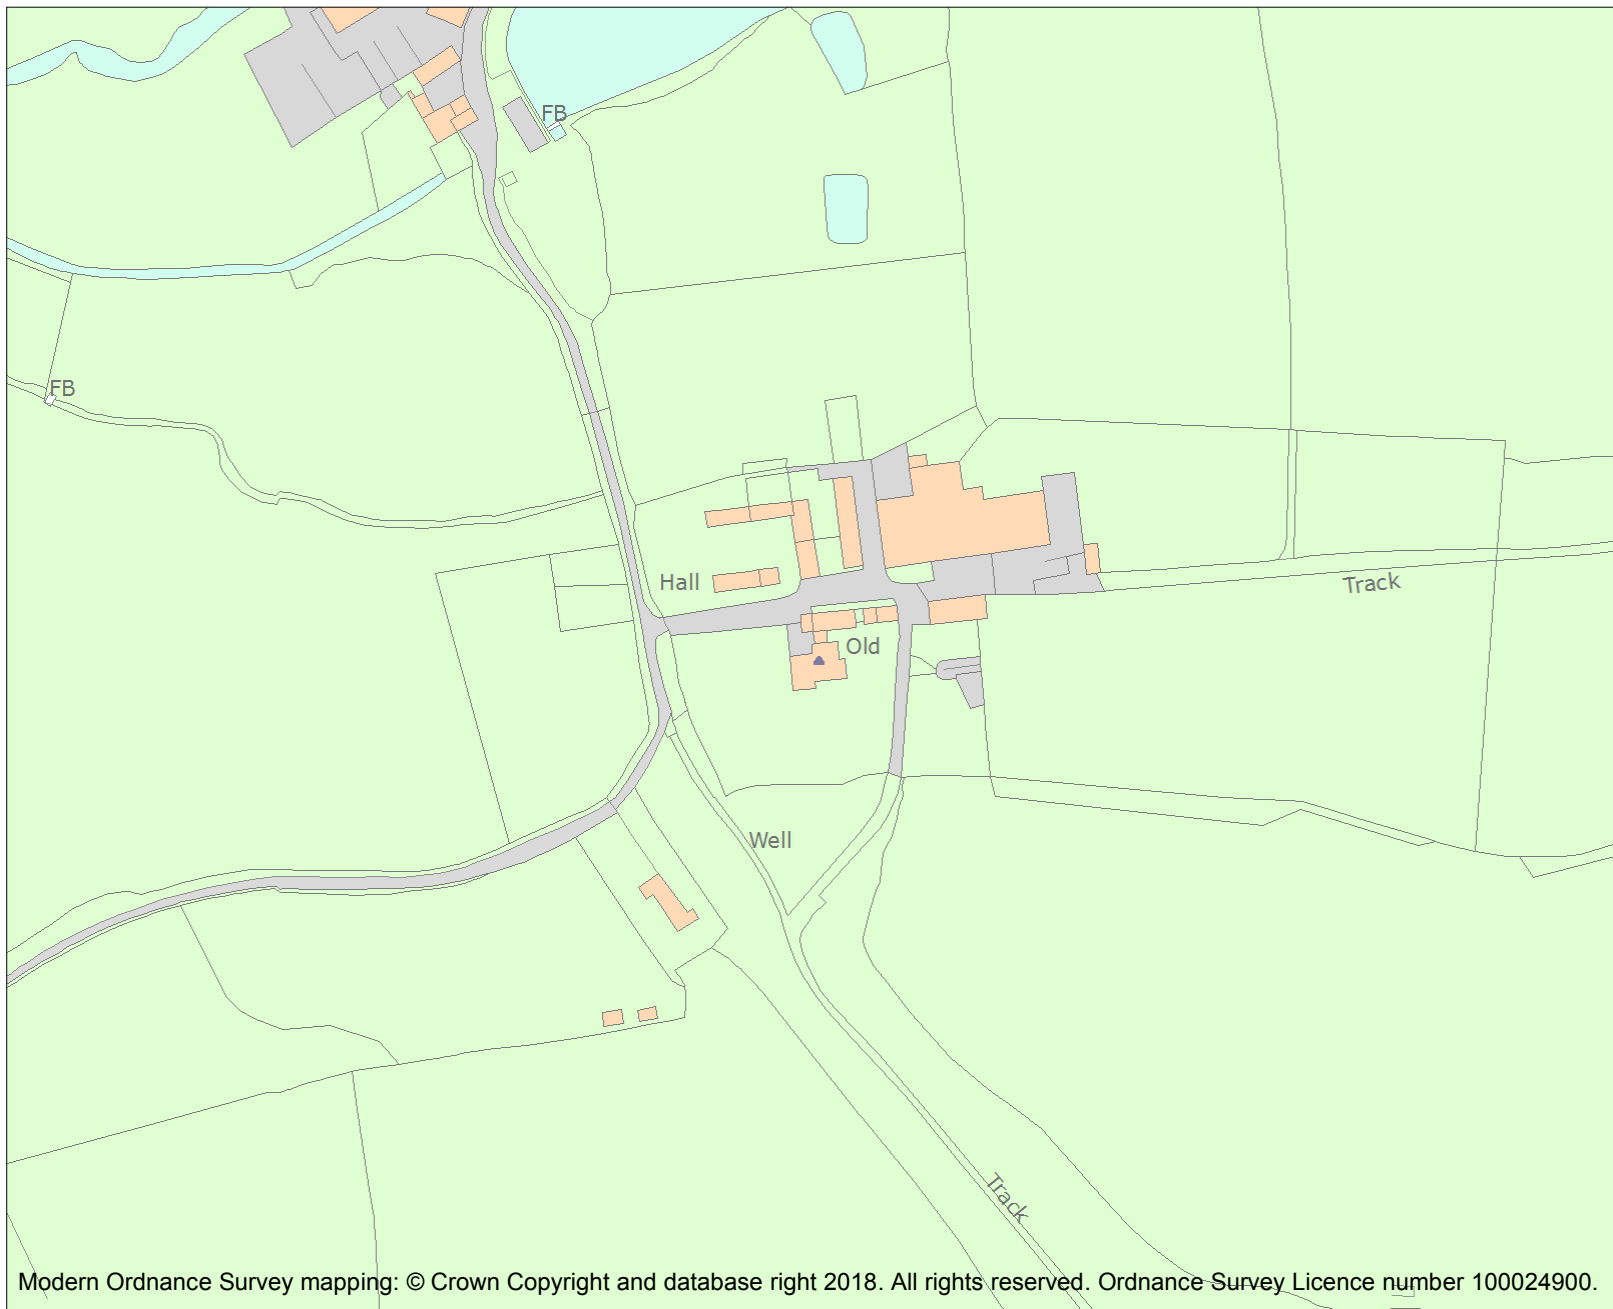 FB
FB
Hall
Track
Old
Well
Track
Modern Ordnance Survey mapping: © Crown Copyright and database right 2018. All rights reserved. Ordnance Survey Licence number 100024900.